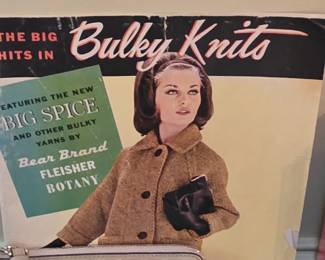 THE BIG
HITS IN
Bulky Knits
FEATURING THE NEW
BIG SPICE
AND OTHER BULKY
YARNS BY
Bear Brand
FLEISHER
BOTANY